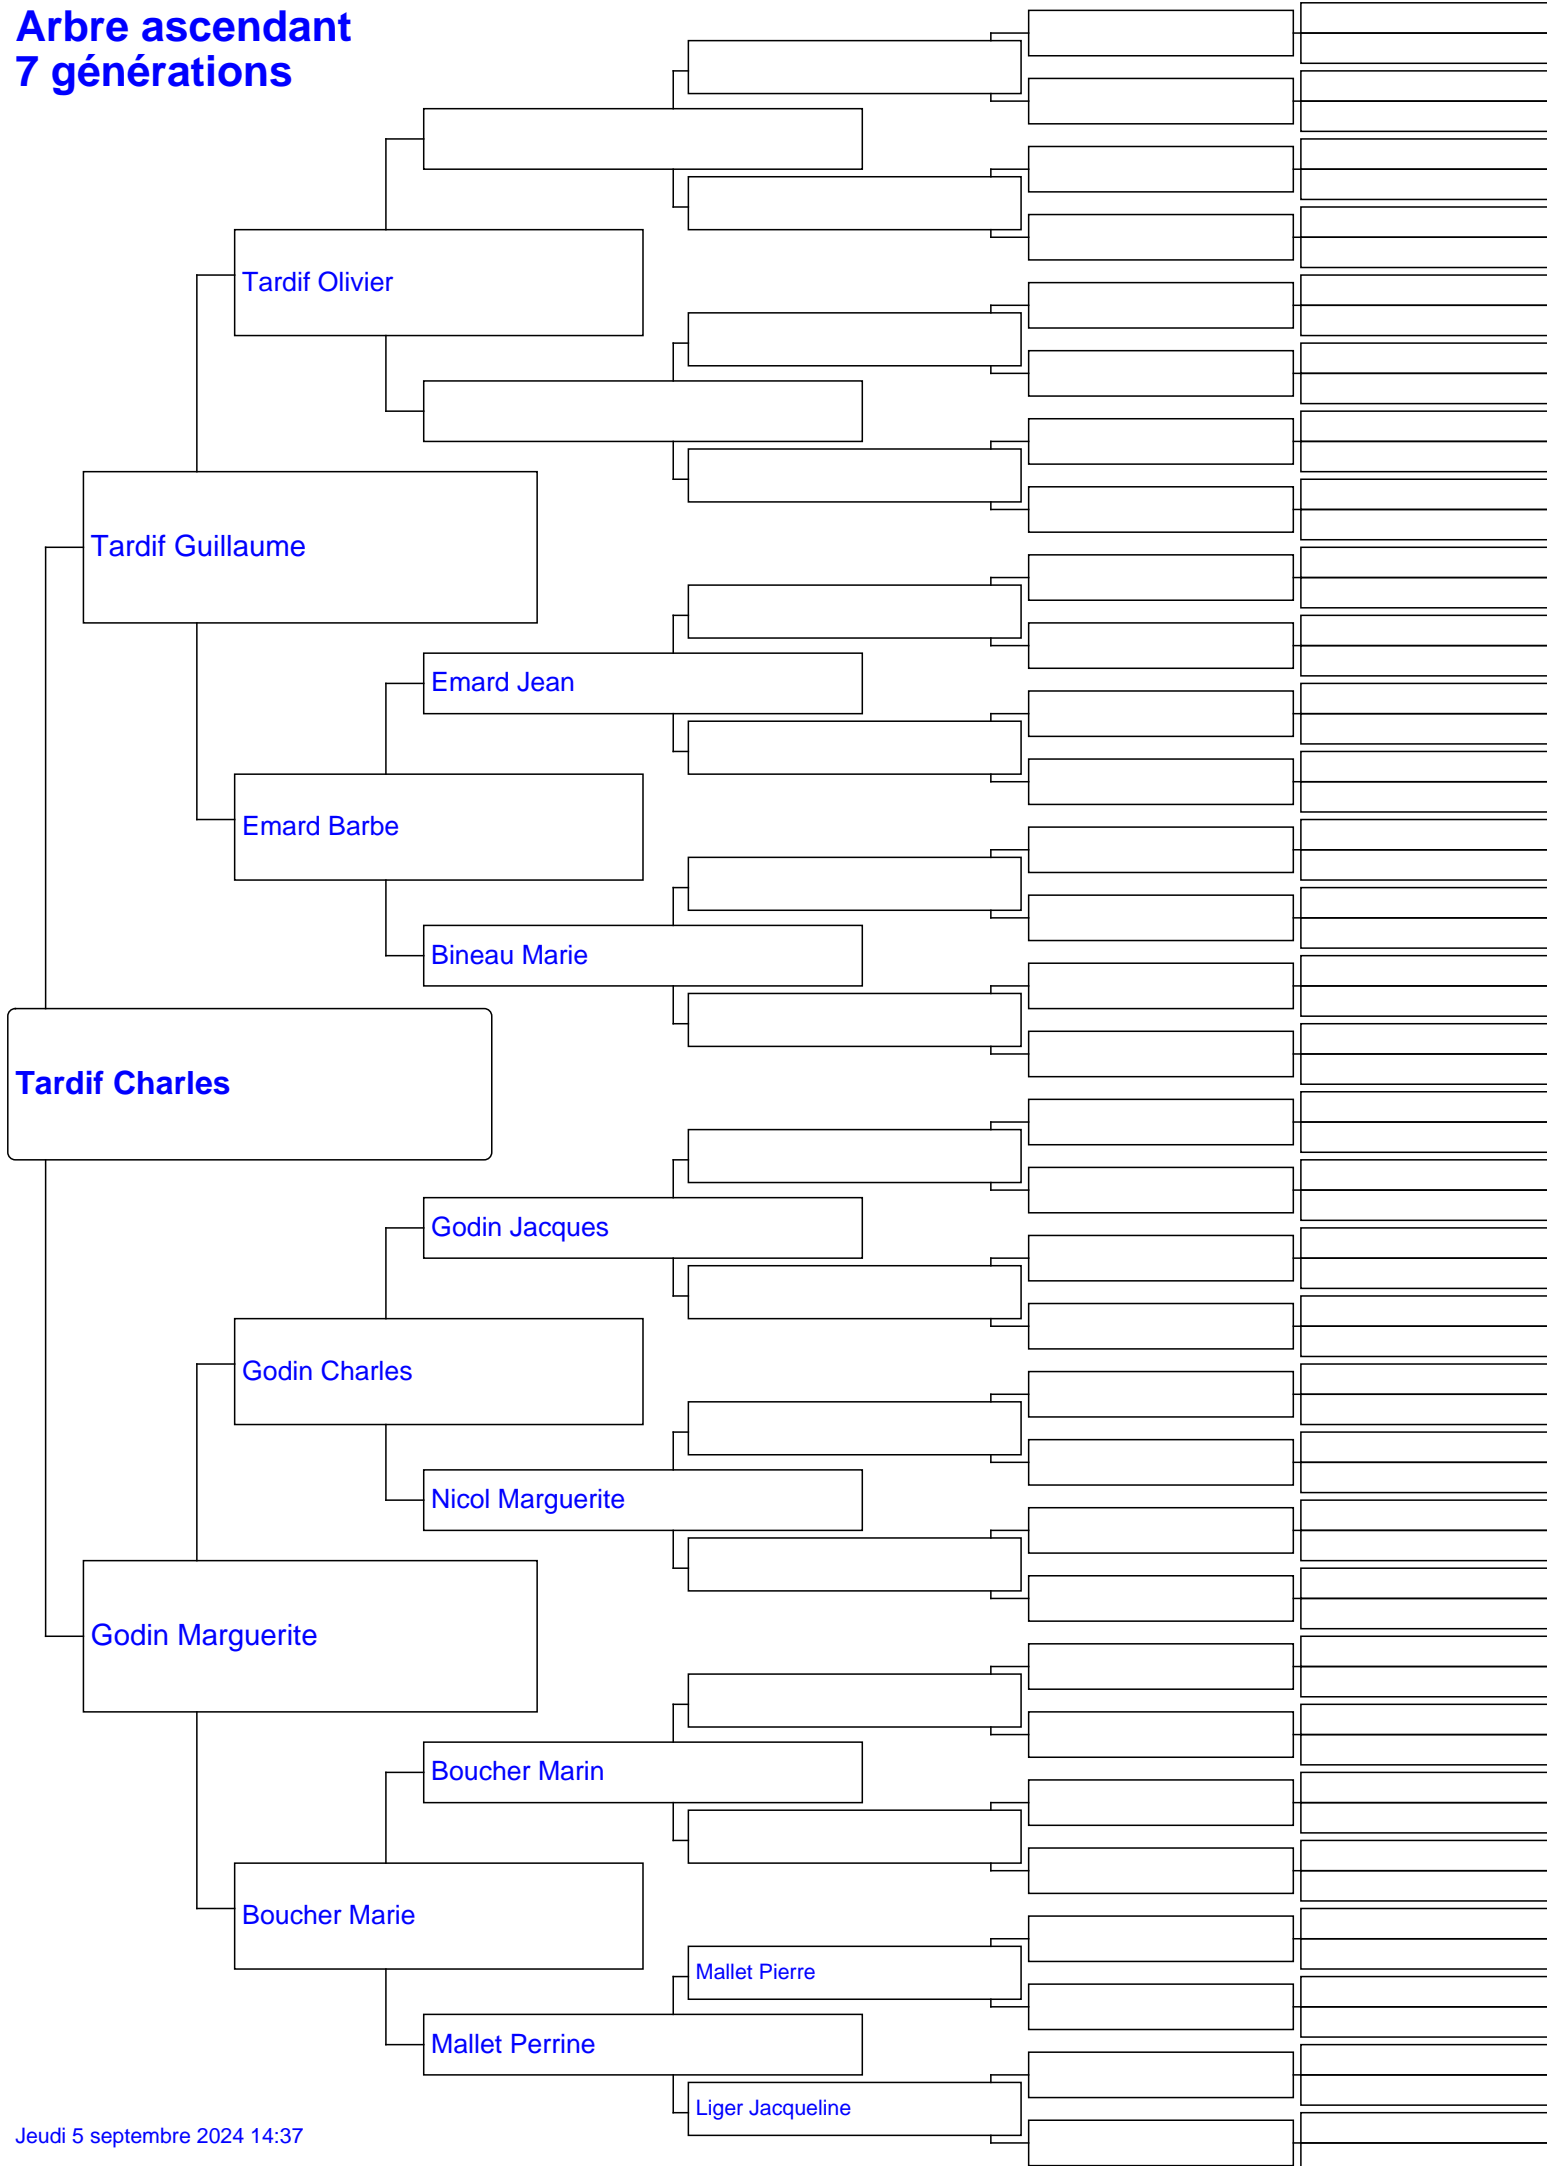 Arbre ascendant
7 générations
Tardif Olivier
Tardif Guillaume
Emard Jean
Emard Barbe
Bineau Marie
Tardif Charles
Godin Jacques
Godin Charles
Nicol Marguerite
Godin Marguerite
Boucher Marin
Boucher Marie
Mallet Pierre
Mallet Perrine
Liger Jacqueline
Jeudi 5 septembre 2024 14:37